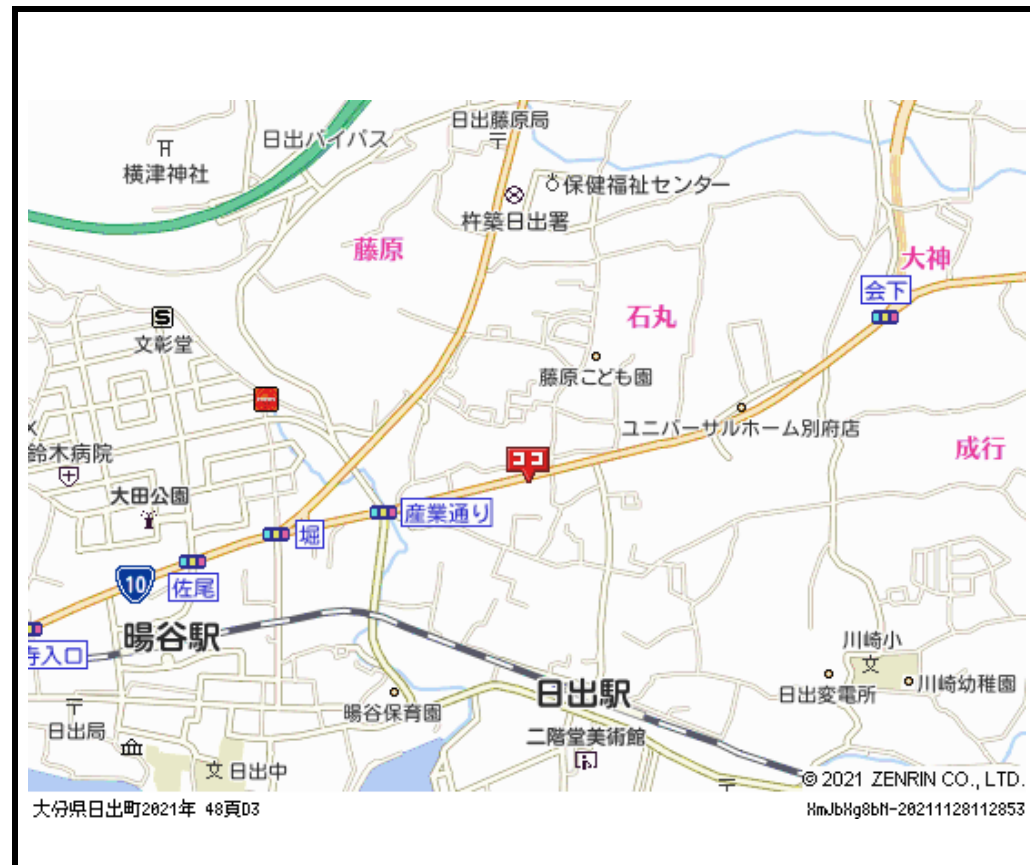 日出バイパス
日出藤原局
横津神社
保健福祉センター
杵築日出署
藤原
大神
会下
石丸
S
文彰堂
藤原こども園
ユニバーサルホーム別府店
成行
鈴木病院
ココ
大田公園
産業通り
堀
10
佐尾
暘谷駅
寺入口
川崎小
文
日出駅
日出変電所
川崎幼稚園
暘谷保育園
日出局
二階堂美術館
文 日出中
© 2021 ZENRIN CO., LTD.
大分県日出町2021年 48頁D3
XmJbXg8bN-20211128112853